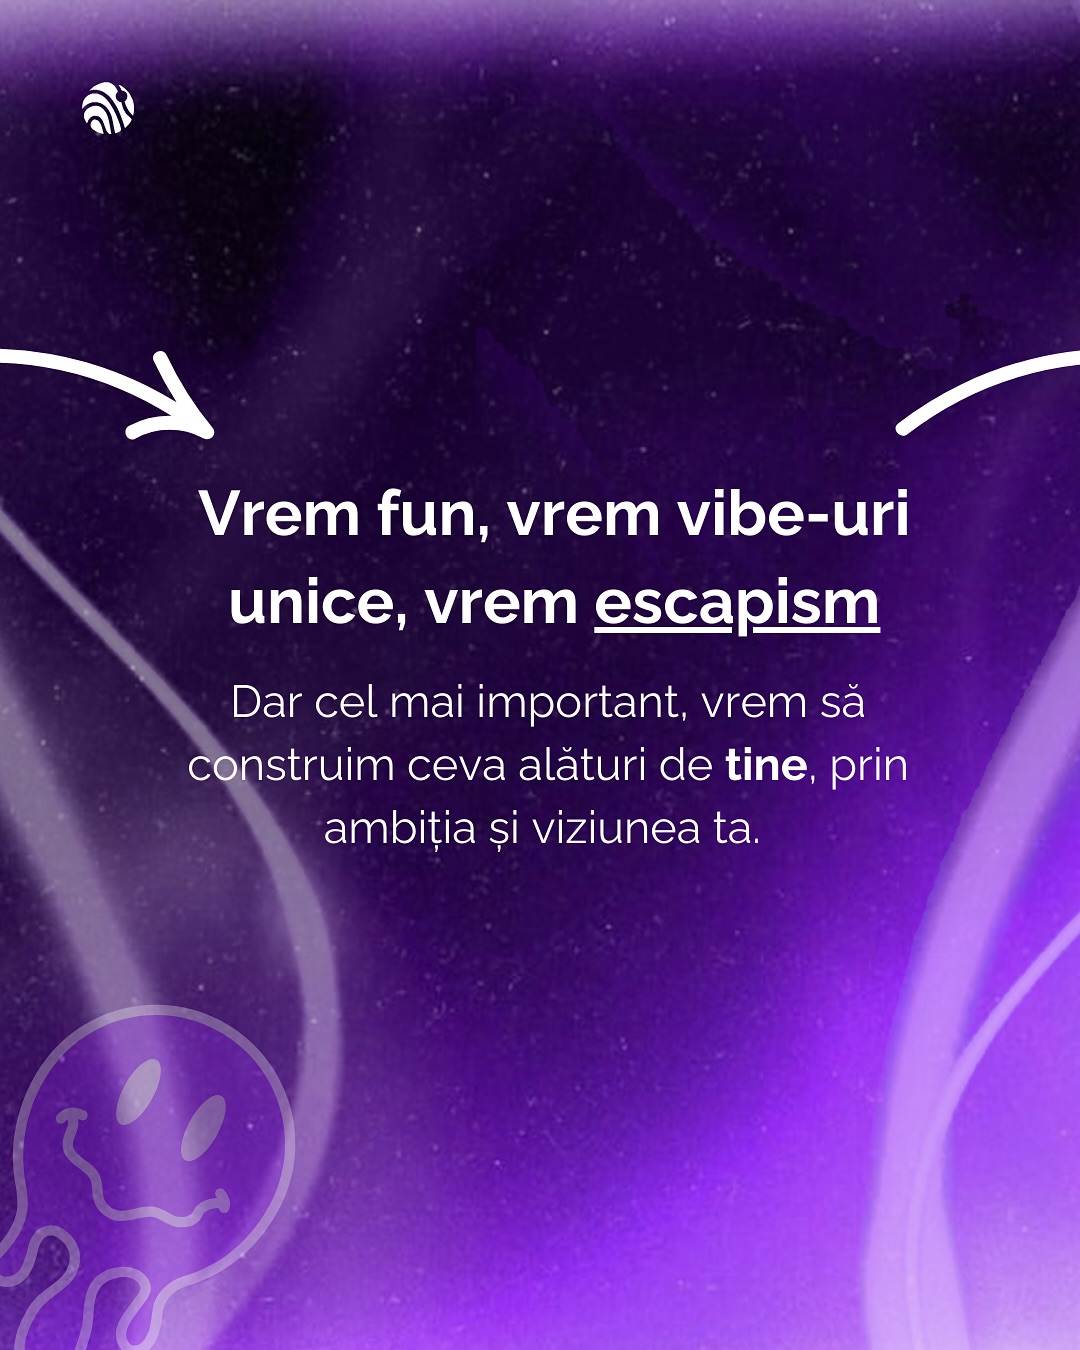 Vrem fun, vrem vibe-uri
unice, vrem escapism
Dar cel mai important, vrem să
construim ceva alături de tine, prin
ambiția și viziunea ta.